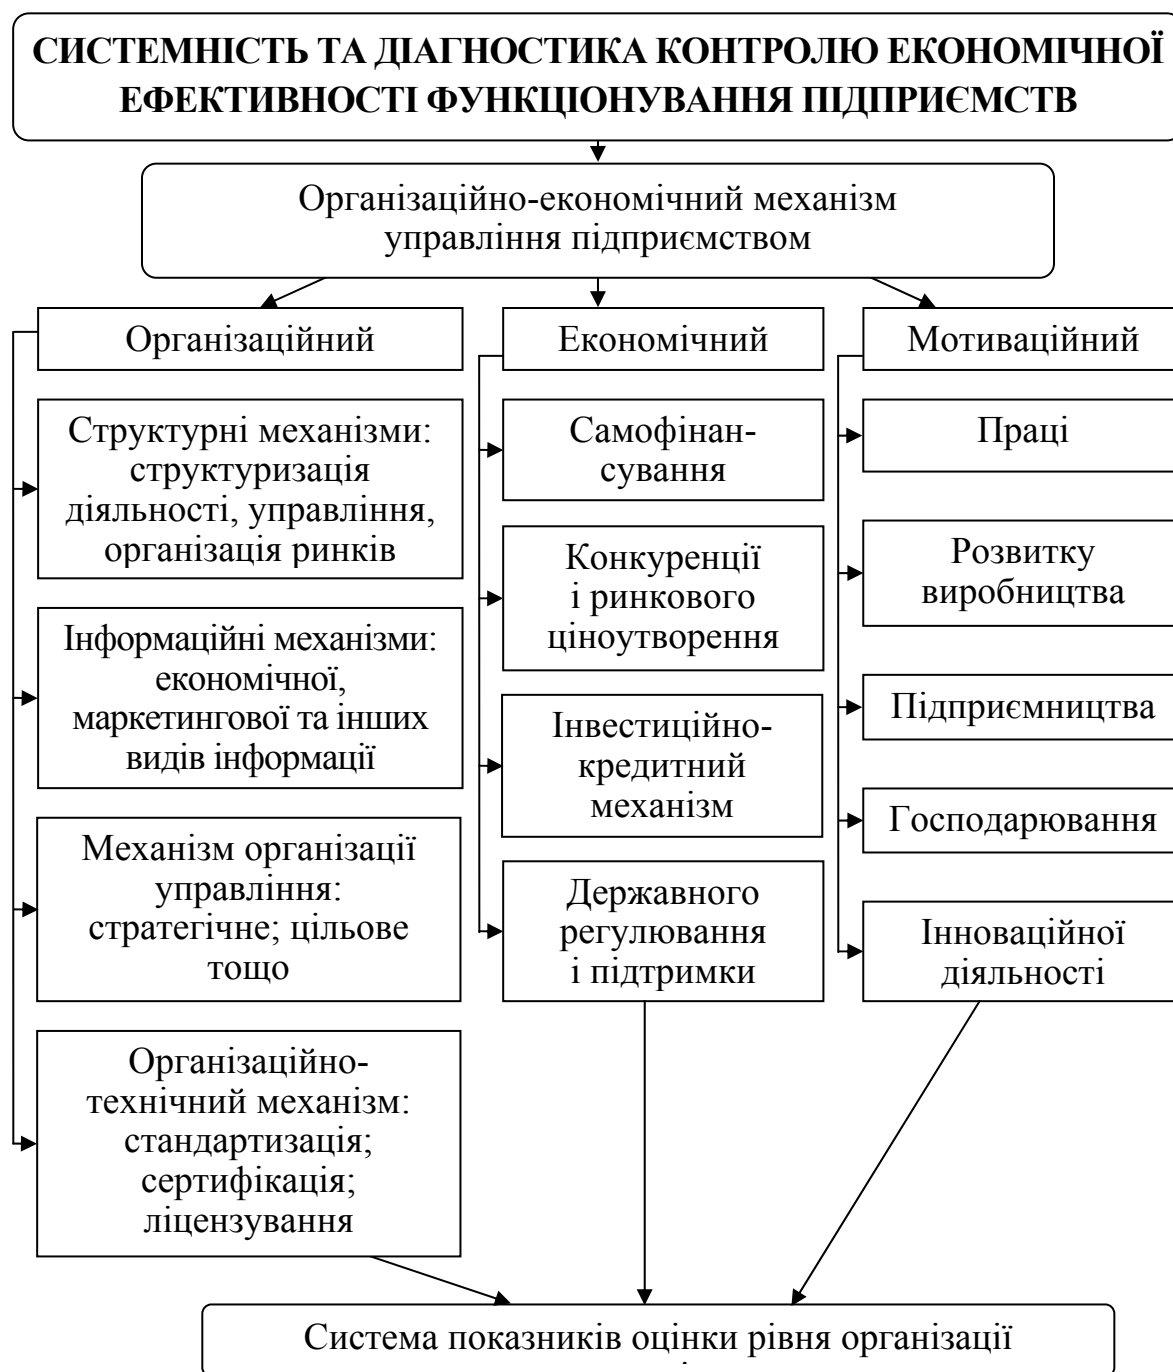 СИСТЕМНІСТЬ ТА ДІАГНОСТИКА КОНТРОЛЮ ЕКОНОМІЧНОЇ
ЕФЕКТИВНОСТІ ФУНКЦІОНУВАННЯ ПІДПРИЄМСТВ
Організаційно-економічний механізм
управління підприємством
Організаційний
Структурні механізми:
структуризація
діяльності, управління,
організація ринків
Інформаційні механізми:
економічної,
маркетингової та інших
видів інформації
Механізм організації
управління:
стратегічне; цільове
тощо
Організаційно-
технічний механізм:
стандартизація;
сертифікація;
ліцензування
Економічний
Самофінан-
сування
Конкуренції
і ринкового
ціноутворення
Інвестиційно-
кредитний
механізм
Державного
регулювання
і підтримки
Мотиваційний
Праці
Розвитку
виробництва
Підприємництва
Господарювання
Інноваційної
діяльності
Система показників оцінки рівня організації